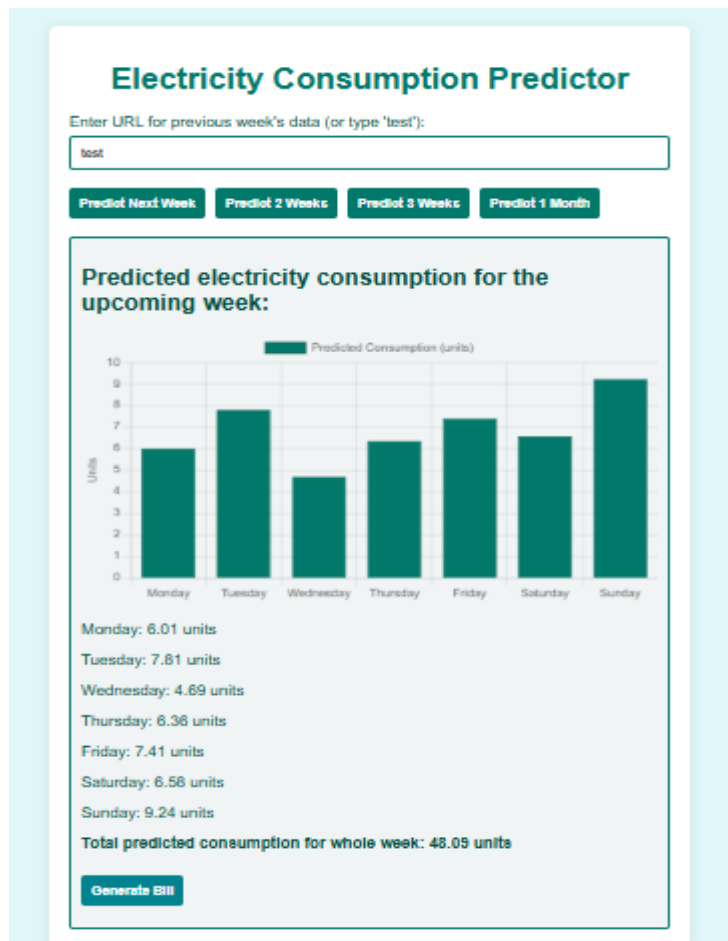 Electricity Consumption Predictor
Enter URL for previous week's data (or type 'test'):
test
Predict Next Week Predict 2 Weeks Predict 3 Weeks Predict 1 Month
Predicted electricity consumption for the
upcoming week:
Predicted Consumption (units)
10
9
8
7
6
5
4
3
2
1
0
Units
Monday Tuesday Wednesday Thursday Friday Saturday Sunday
Monday: 6.01 units
Tuesday: 7.81 units
Wednesday: 4.69 units
Thursday: 6.36 units
Friday: 7.41 units
Saturday: 6.58 units
Sunday: 9.24 units
Total predicted consumption for whole week: 48.09 units
Generate Bill